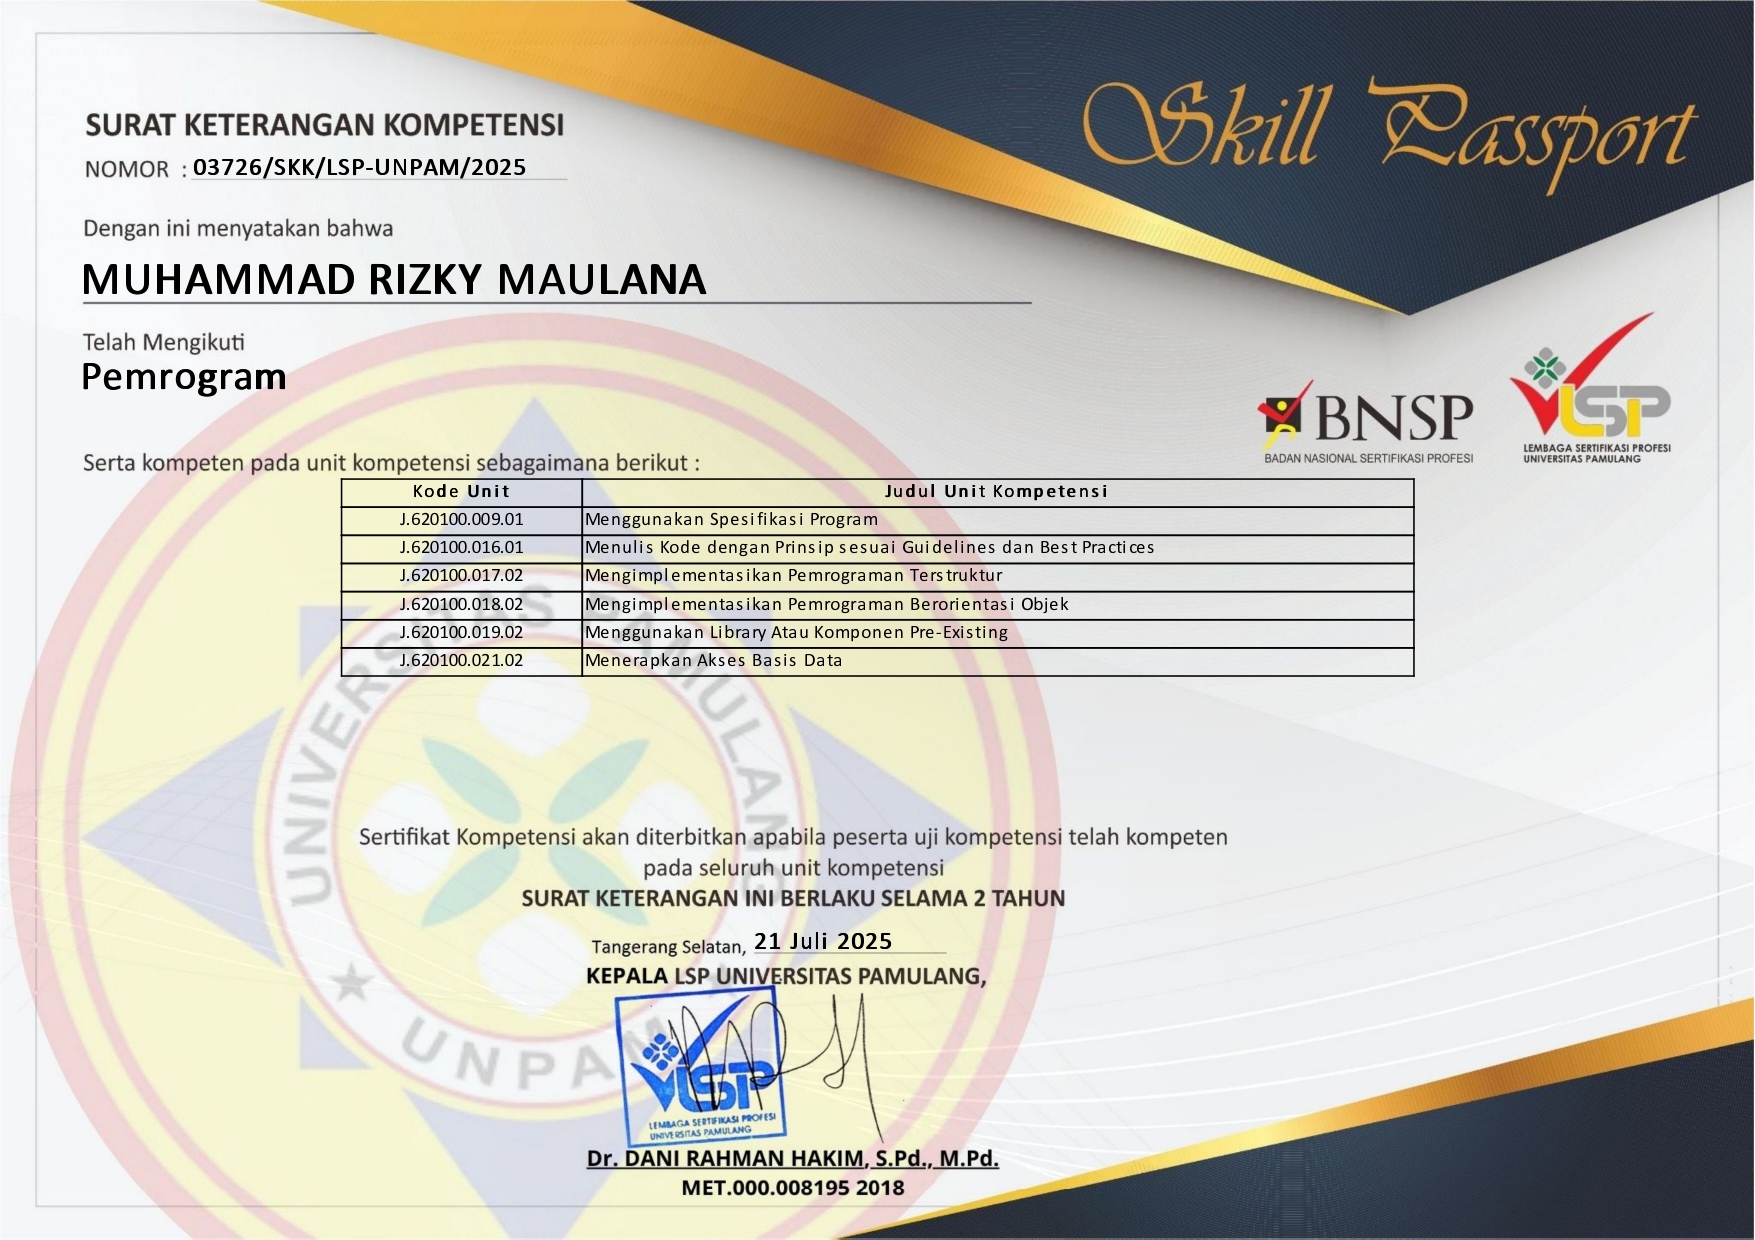 Skill Passport
SURAT KETERANGAN KOMPETENSI
NOMOR : 03726/SKK/LSP-UNPAM/2025
Dengan ini menyatakan bahwa
MUHAMMAD RIZKY MAULANA
Telah Mengikuti
Pemrogram
BNSP
BADAN NASIONAL SERTIFIKASI PROFESI
LSP
LEMBAGA SERTIFIKASI PROFESI
UNIVERSITAS PAMULANG
Serta kompeten pada unit kompetensi sebagaimana berikut :
Kode Unit Judul Unit Kompetensi
J.620100.009.01 Menggunakan Spesifikasi Program
J.620100.016.01 Menulis Kode dengan Prinsip sesuai Guidelines dan Best Practices
J.620100.017.02 Mengimplementasikan Pemrograman Terstruktur
J.620100.018.02 Mengimplementasikan Pemrograman Berorientasi Objek
J.620100.019.02 Menggunakan Library Atau Komponen Pre-Existing
J.620100.021.02 Menerapkan Akses Basis Data
UNIVERSITAS PAMULANG
UNPAM
Sertifikat Kompetensi akan diterbitkan apabila peserta uji kompetensi telah kompeten
pada seluruh unit kompetensi
SURAT KETERANGAN INI BERLAKU SELAMA 2 TAHUN
Tangerang Selatan, 21 Juli 2025
KEPALA LSP UNIVERSITAS PAMULANG,
LSP
LEMBAGA SERTIFIKASI PROFESI
UNIVERSITAS PAMULANG
Dr. DANI RAHMAN HAKIM, S.Pd., M.Pd.
MET.000.008195 2018